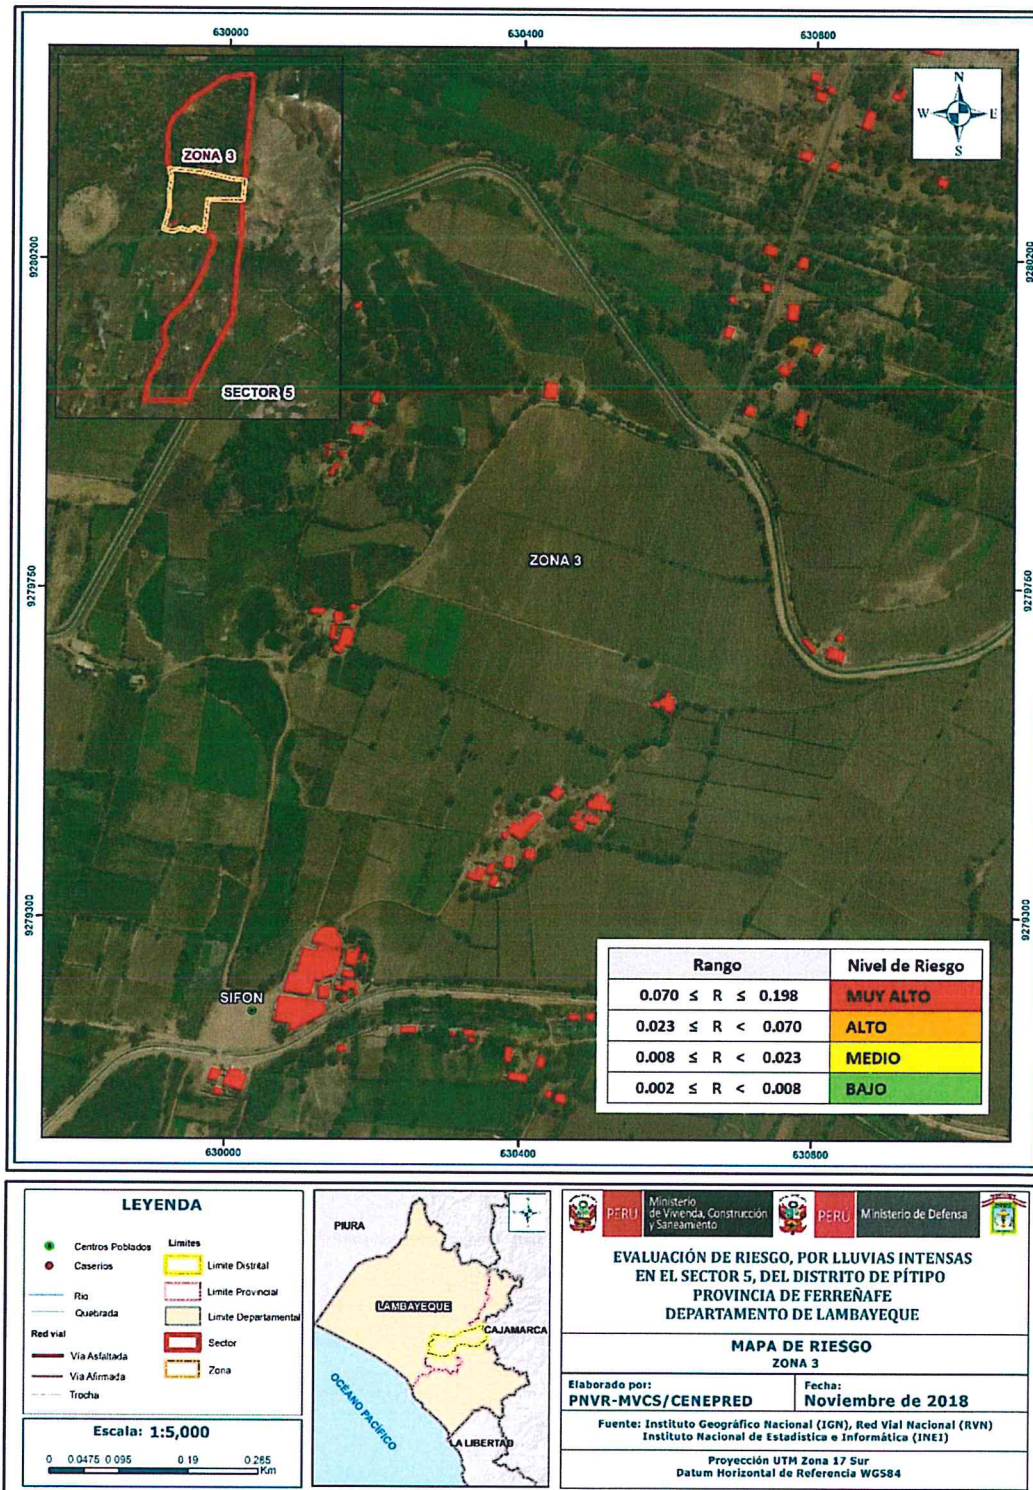 630000
630400
630800
N
W
E
S
ZONA 3
SECTOR 5
9280200
9280200
9279750
9279750
ZONA 3
9279300
9279300
SIFON
Rango
Nivel de Riesgo
0.070 ≤ R ≤ 0.198
MUY ALTO
0.023 ≤ R < 0.070
ALTO
0.008 ≤ R < 0.023
MEDIO
0.002 ≤ R < 0.008
BAJO
630000
630400
630800
LEYENDA
Centros Poblados
Caserios
Rio
Quebrada
Red vial
Via Asfaltada
Via Afirmada
Trocha
Limites
Limite Distrital
Limite Provincial
Limite Departamental
Sector
Zona
Escala: 1:5,000
0 0.0475 0.095 0.19 0.285
Km
PIURA
LAMBAYEQUE
CAJAMARCA
OCÉANO PACÍFICO
LA LIBERTAD
PERÚ
Ministerio
de Vivienda, Construcción
y Saneamiento
PERÚ
Ministerio de Defensa
EVALUACIÓN DE RIESGO, POR LLUVIAS INTENSAS
EN EL SECTOR 5, DEL DISTRITO DE PÍTIPO
PROVINCIA DE FERREÑAFE
DEPARTAMENTO DE LAMBAYEQUE
MAPA DE RIESGO
ZONA 3
Elaborado por:
PNVR-MVCS/CENEPRED
Fecha:
Noviembre de 2018
Fuente: Instituto Geográfico Nacional (IGN), Red Vial Nacional (RVN)
Instituto Nacional de Estadística e Informática (INEI)
Proyección UTM Zona 17 Sur
Datum Horizontal de Referencia WGS84